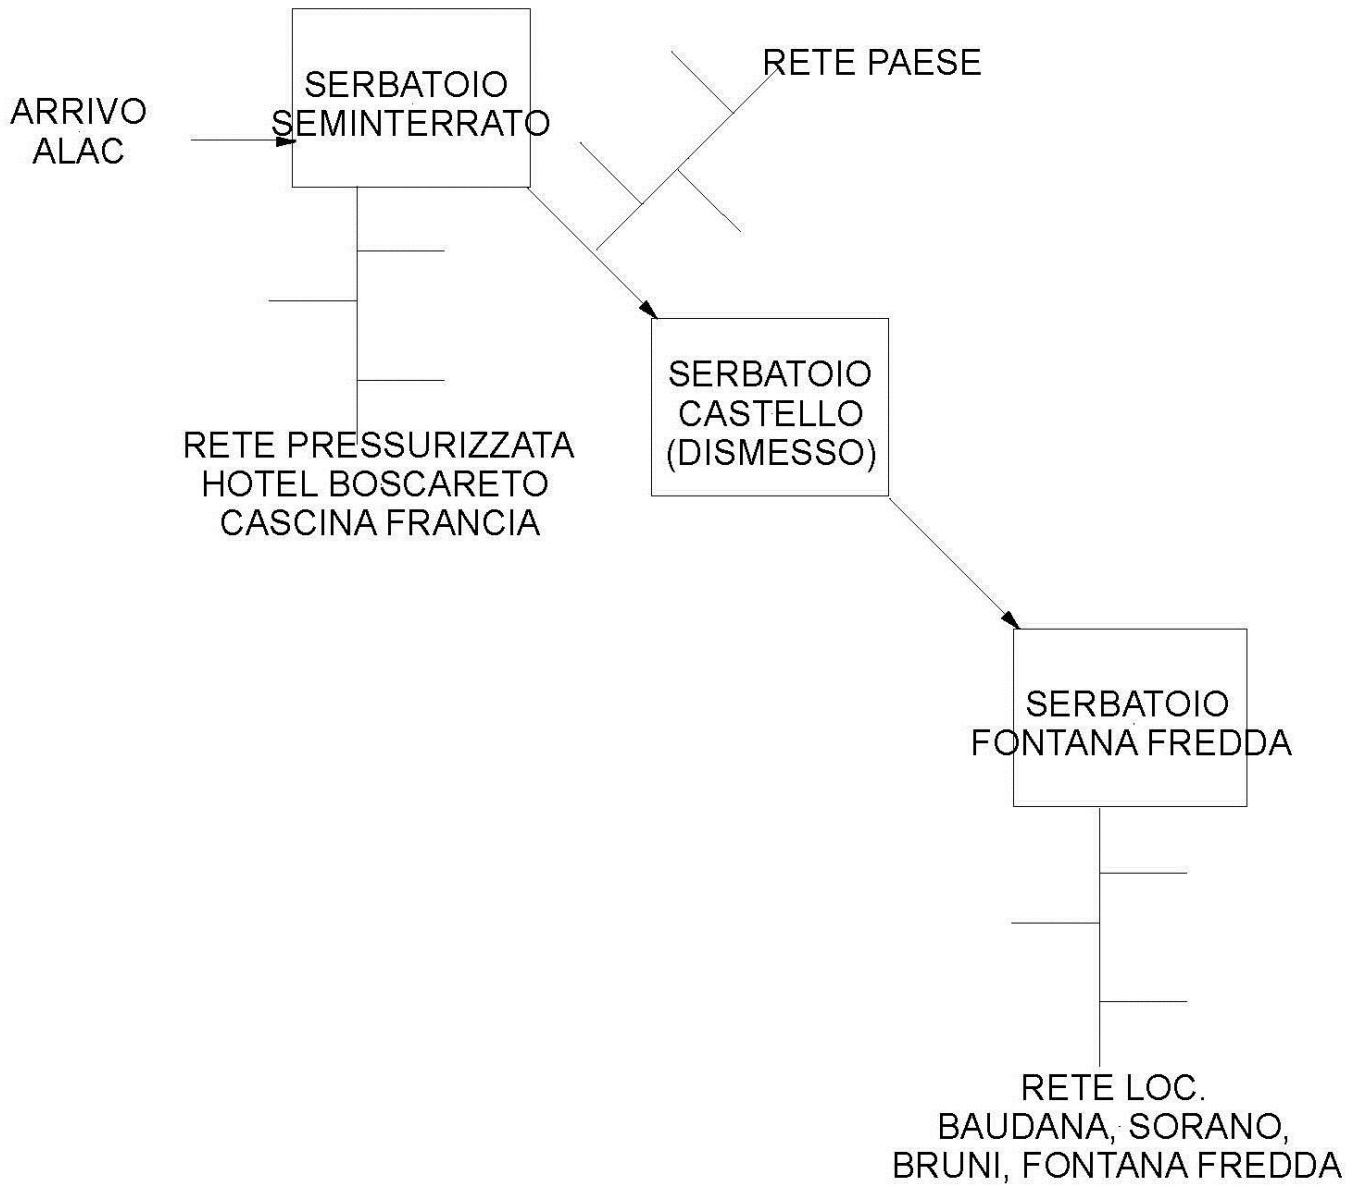 ARRIVO
ALAC
SERBATOIO
SEMINTERRATO
RETE PAESE
SERBATOIO
CASTELLO
(DISMESSO)
RETE PRESSURIZZATA
HOTEL BOSCARETO
CASCINA FRANCIA
SERBATOIO
FONTANA FREDDA
RETE LOC.
BAUDANA, SORANO,
BRUNI, FONTANA FREDDA